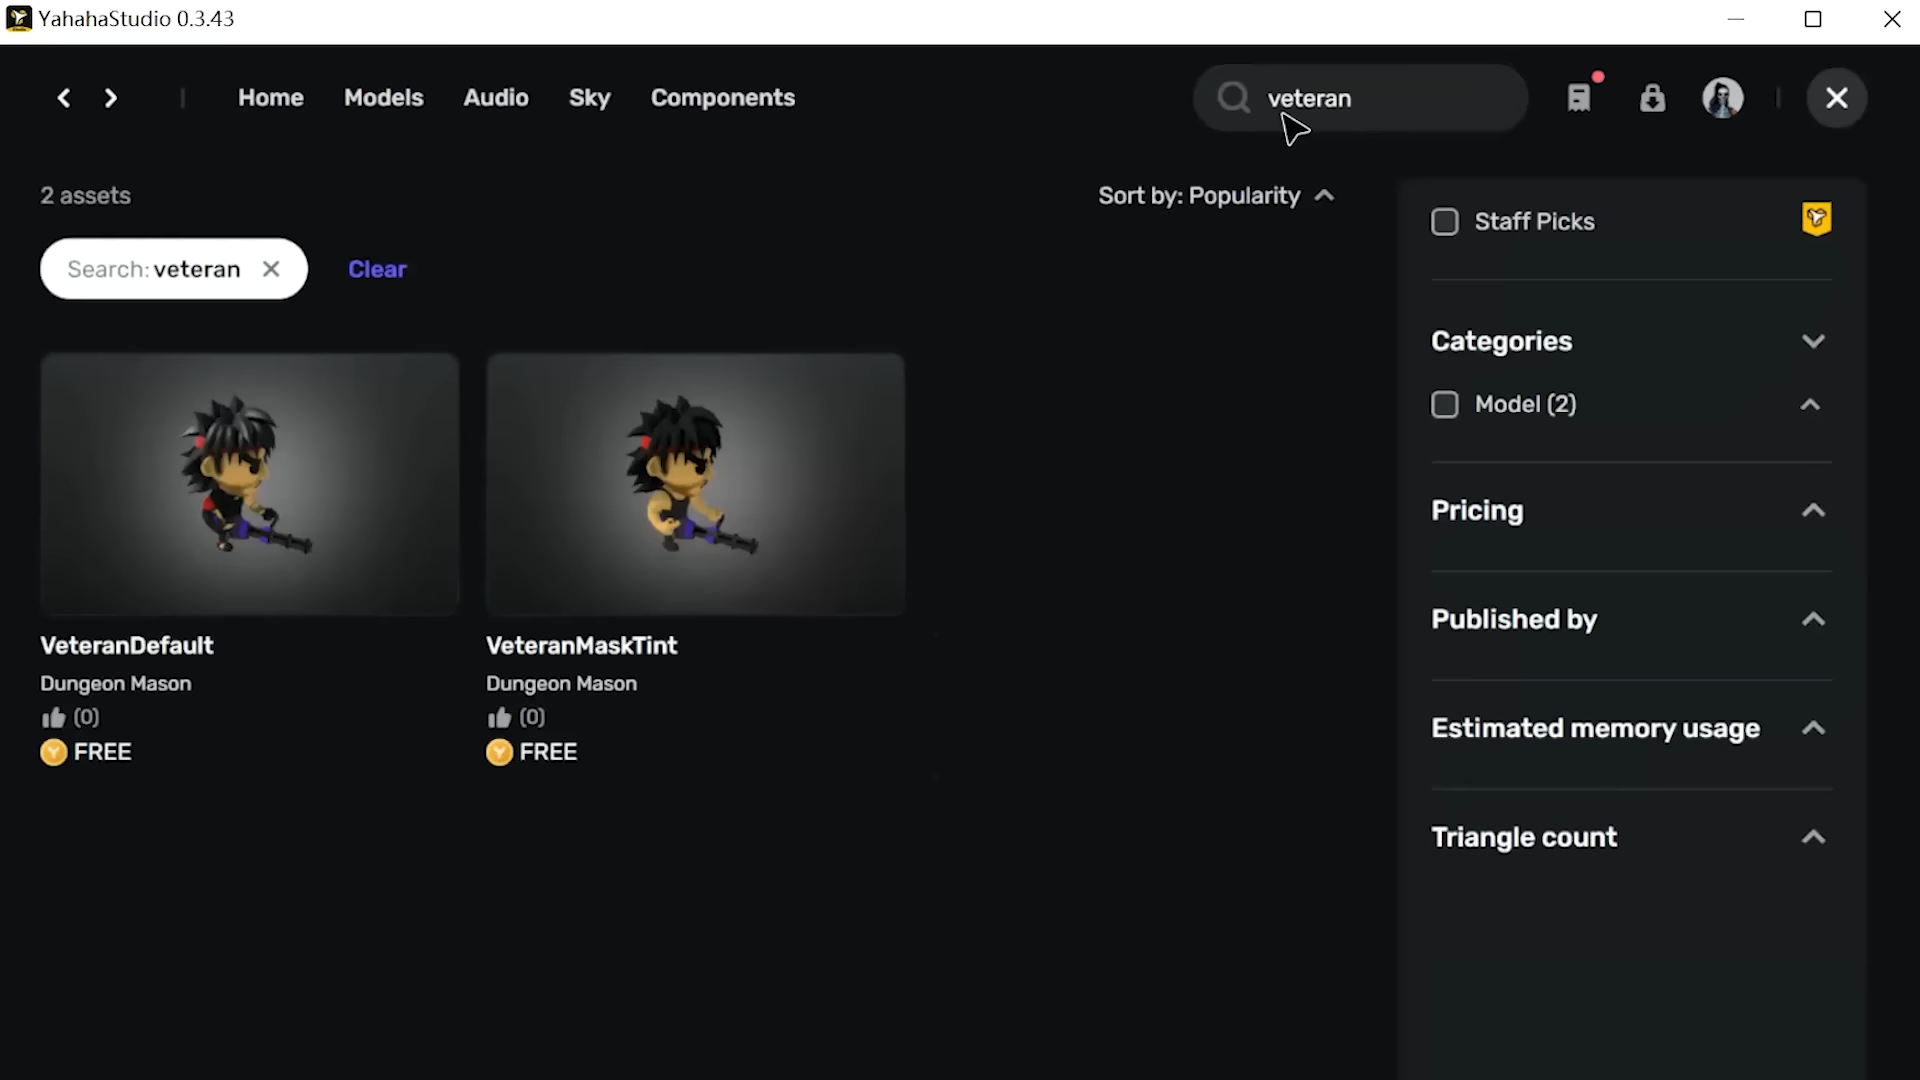 YahahaStudio 0.3.43
Home
Models
Audio
Sky
Components
veteran
2 assets
Sort by: Popularity
Search: veteran
Clear
VeteranDefault
Dungeon Mason
(0)
FREE
VeteranMaskTint
Dungeon Mason
(0)
FREE
Staff Picks
Categories
Model (2)
Pricing
Published by
Estimated memory usage
Triangle count